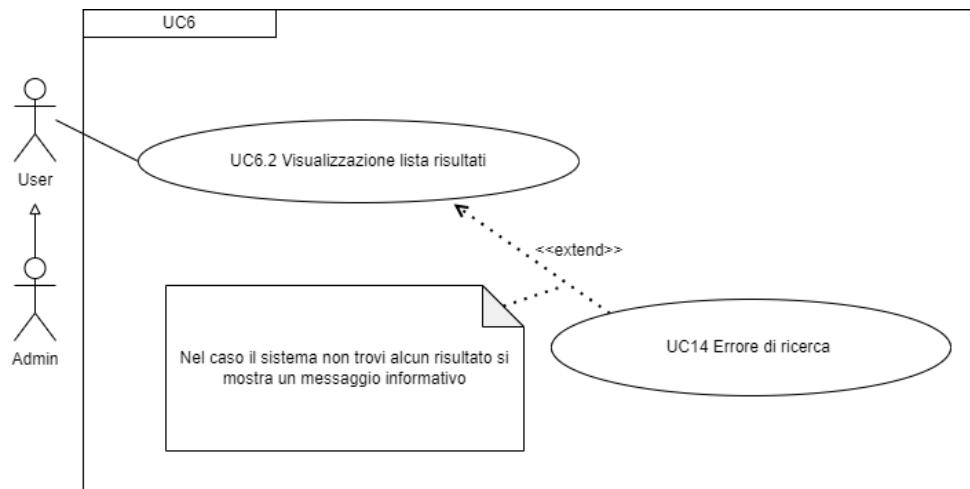 UC6
UC6.2 Visualizzazione lista risultati
User
<<extend>>
Nel caso il sistema non trovi alcun risultato si
mostra un messaggio informativo
UC14 Errore di ricerca
Admin